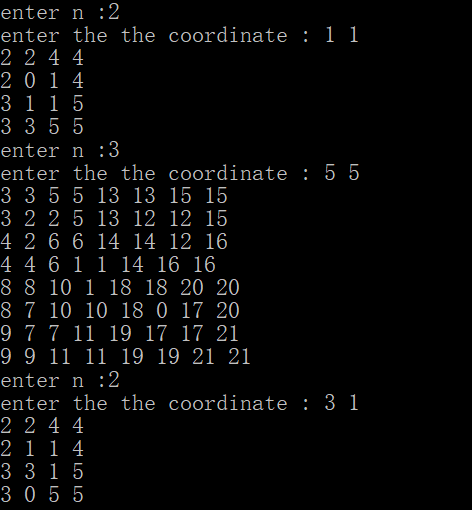 enter n :2
enter the the coordinate : 1 1
2 2 4 4
2 0 1 4
3 1 1 5
3 3 5 5
enter n :3
enter the the coordinate : 5 5
3 3 5 5 13 13 15 15
3 2 2 5 13 12 12 15
4 2 6 6 14 14 12 16
4 4 6 1 1 14 16 16
8 8 10 1 18 18 20 20
8 7 10 10 18 0 17 20
9 7 7 11 19 17 17 21
9 9 11 11 19 19 21 21
enter n :2
enter the the coordinate : 3 1
2 2 4 4
2 1 1 4
3 3 1 5
3 0 5 5